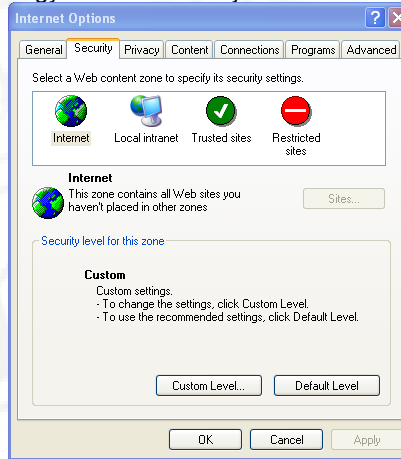 Internet Options
General Security Privacy Content Connections Programs Advanced
Select a Web content zone to specify its security settings.
Internet Local intranet Trusted sites Restricted
sites
Internet
This zone contains all Web sites you
haven't placed in other zones
Sites...
Security level for this zone
Custom
Custom settings.
- To change the settings, click Custom Level.
- To use the recommended settings, click Default Level.
Custom Level... Default Level
OK Cancel Apply